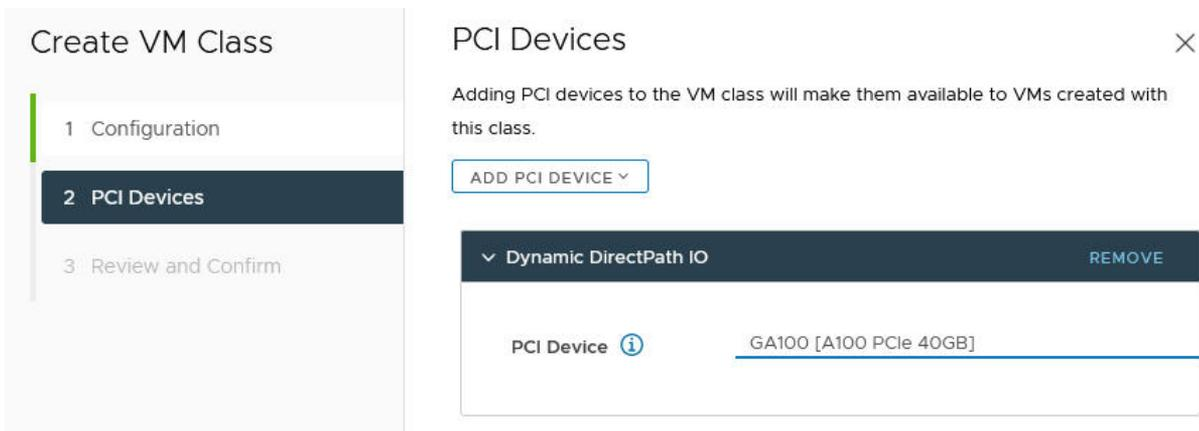 Create VM Class
1 Configuration
2 PCI Devices
3 Review and Confirm
PCI Devices
Adding PCI devices to the VM class will make them available to VMs created with
this class.
ADD PCI DEVICE
Dynamic DirectPath IO
REMOVE
PCI Device
GA100 [A100 PCIe 40GB]